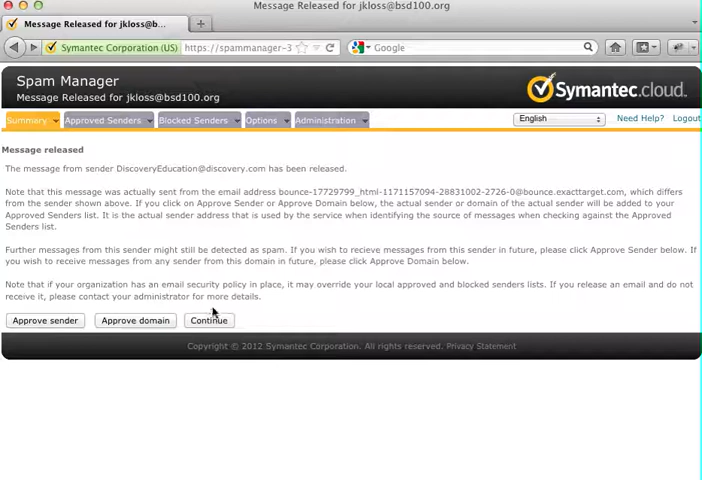 Message Released for jkloss@bsd100.org
Message Released for jkloss@b...
Symantec Corporation (US) https://spammanager-3 Google
Spam Manager
Message Released for jkloss@bsd100.org
Symantec.cloud.
Summary Approved Senders Blocked Senders Options Administration English Need Help? Logout
Message released
The message from sender DiscoveryEducation@discovery.com has been released.
Note that this message was actually sent from the email address bounce-17729799_html-1171157094-28831002-2726-0@bounce.exacttarget.com, which differs
from the sender shown above. If you click on Approve Sender or Approve Domain below, the actual sender or domain of the actual sender will be added to your
Approved Senders list. It is the actual sender address that is used by the service when identifying the source of messages when checking against the Approved
Senders list.
Further messages from this sender might still be detected as spam. If you wish to recieve messages from this sender in future, please click Approve Sender below. If
you wish to receive messages from any sender from this domain in future, please click Approve Domain below.
Note that if your organization has an email security policy in place, it may override your local approved and blocked senders lists. If you release an email and do not
receive it, please contact your administrator for more details.
Approve sender Approve domain Continue
Copyright © 2012 Symantec Corporation. All rights reserved. Privacy Statement